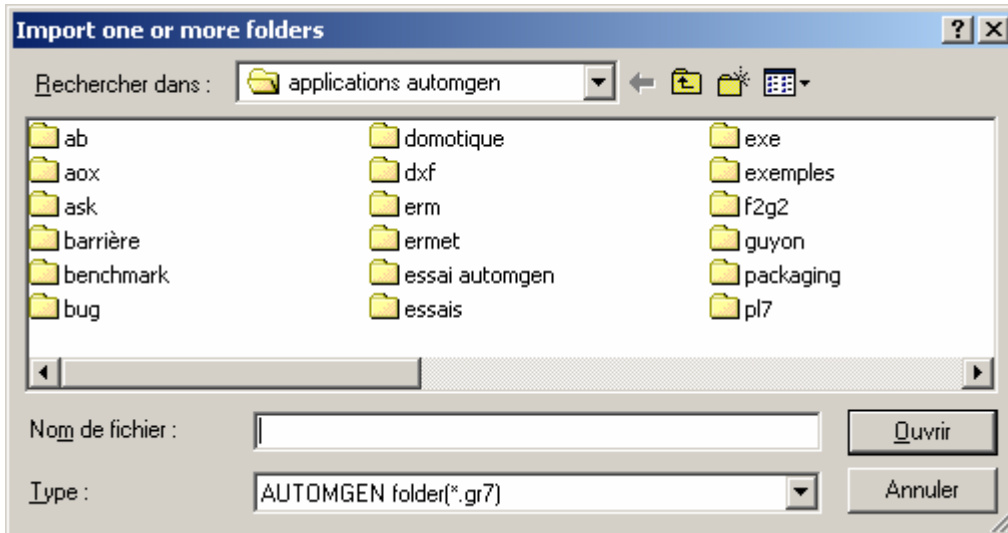 Import one or more folders
Rechercher dans : applications automgen
ab domotique exe
aox dxf exemples
ask erm f2g2
barrière ermet guyon
benchmark essai automgen packaging
bug essais pl7
Nom de fichier : Ouvrir
Type : AUTOMGEN folder(*.gr7) Annuler